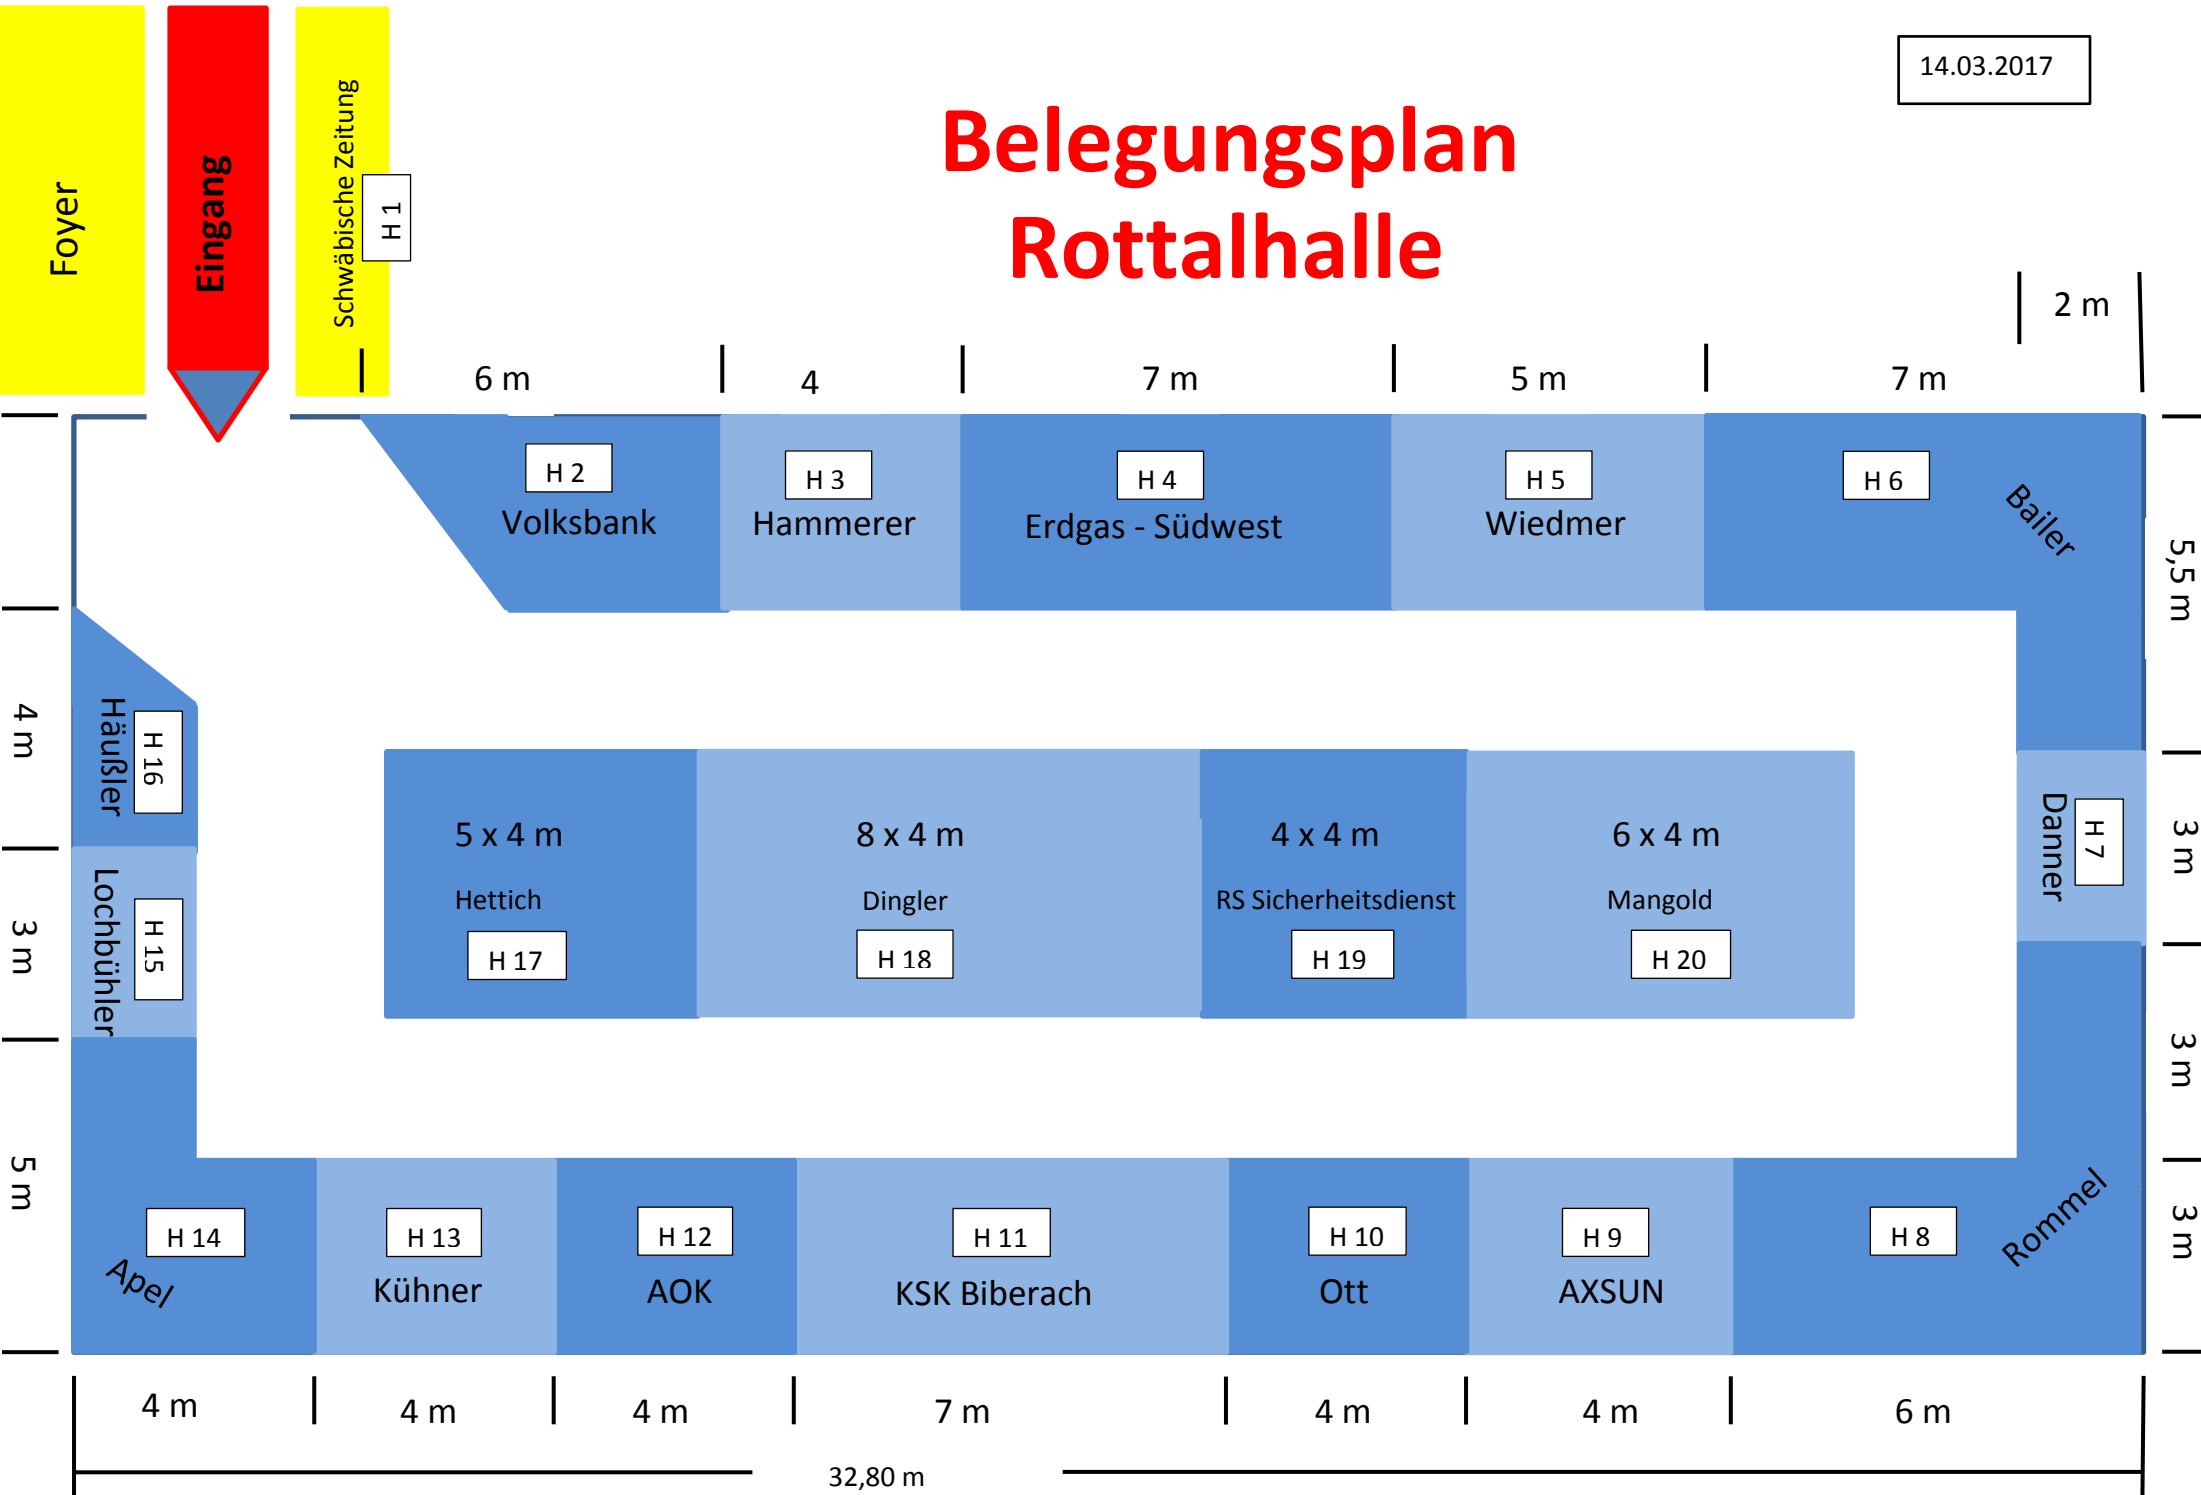 14.03.2017
Belegungsplan
Rottalhalle
Foyer
Eingang
Schwäbische Zeitung
H 1
2 m
6 m
4
7 m
5 m
7 m
H 2
Volksbank
H 3
Hammerer
H 4
Erdgas - Südwest
H 5
Wiedmer
H 6
Bailer
5,5 m
4 m
Häußler
H 16
5 x 4 m
Hettich
H 17
8 x 4 m
Dingler
H 18
4 x 4 m
RS Sicherheitsdienst
H 19
6 x 4 m
Mangold
H 20
Danner
H 7
3 m
3 m
Lochbühler
H 15
3 m
5 m
H 14
Apel
H 13
Kühner
H 12
AOK
H 11
KSK Biberach
H 10
Ott
H 9
AXSUN
H 8
Rommel
3 m
4 m
4 m
4 m
7 m
4 m
4 m
6 m
32,80 m